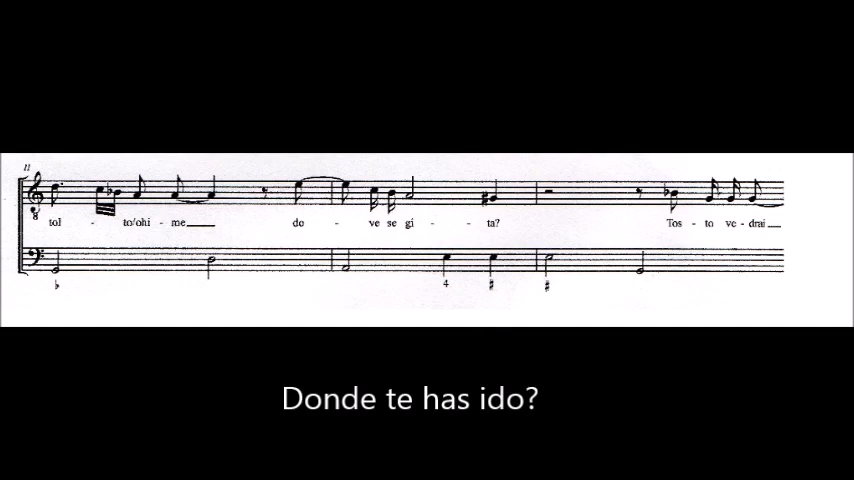 11
8
tol - to/ohi - me___ do - ve se gi - ta? Tos - to ve - drai___
♭ 4 # #
Donde te has ido?